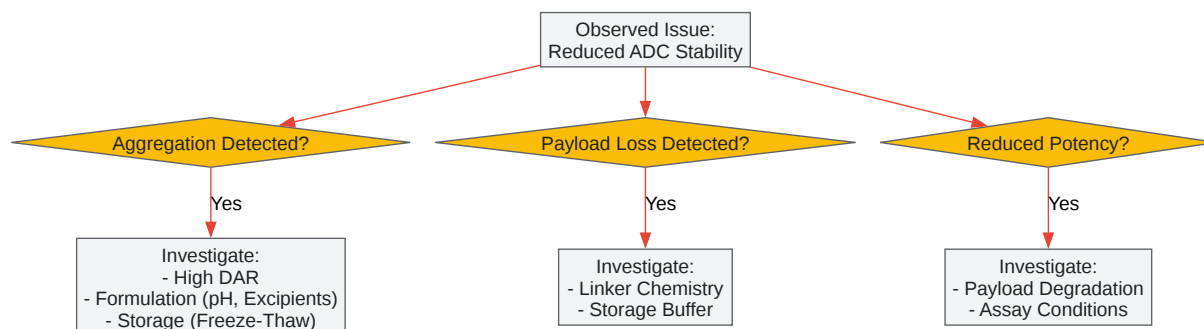 Observed Issue:
Reduced ADC Stability
Aggregation Detected?
Payload Loss Detected?
Reduced Potency?
Yes
Yes
Yes
Investigate:
- High DAR
- Formulation (pH, Excipients)
- Storage (Freeze-Thaw)
Investigate:
- Linker Chemistry
- Storage Buffer
Investigate:
- Payload Degradation
- Assay Conditions